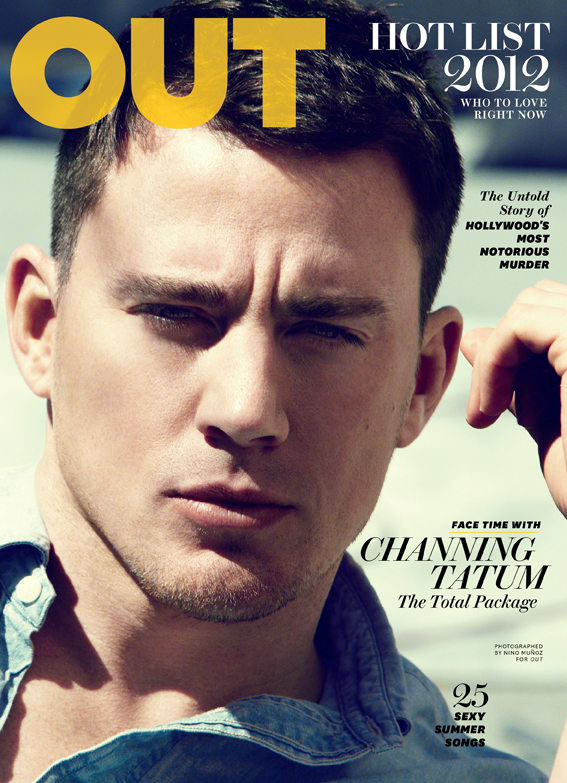 OUT
HOT LIST
2012
WHO TO LOVE
RIGHT NOW
The Untold
Story of
HOLLYWOOD'S
MOST
NOTORIOUS
MURDER
FACE TIME WITH
CHANNING
TATUM
The Total Package
PHOTOGRAPHED
BY NINO MUÑOZ
FOR OUT
25
SEXY
SUMMER
SONGS